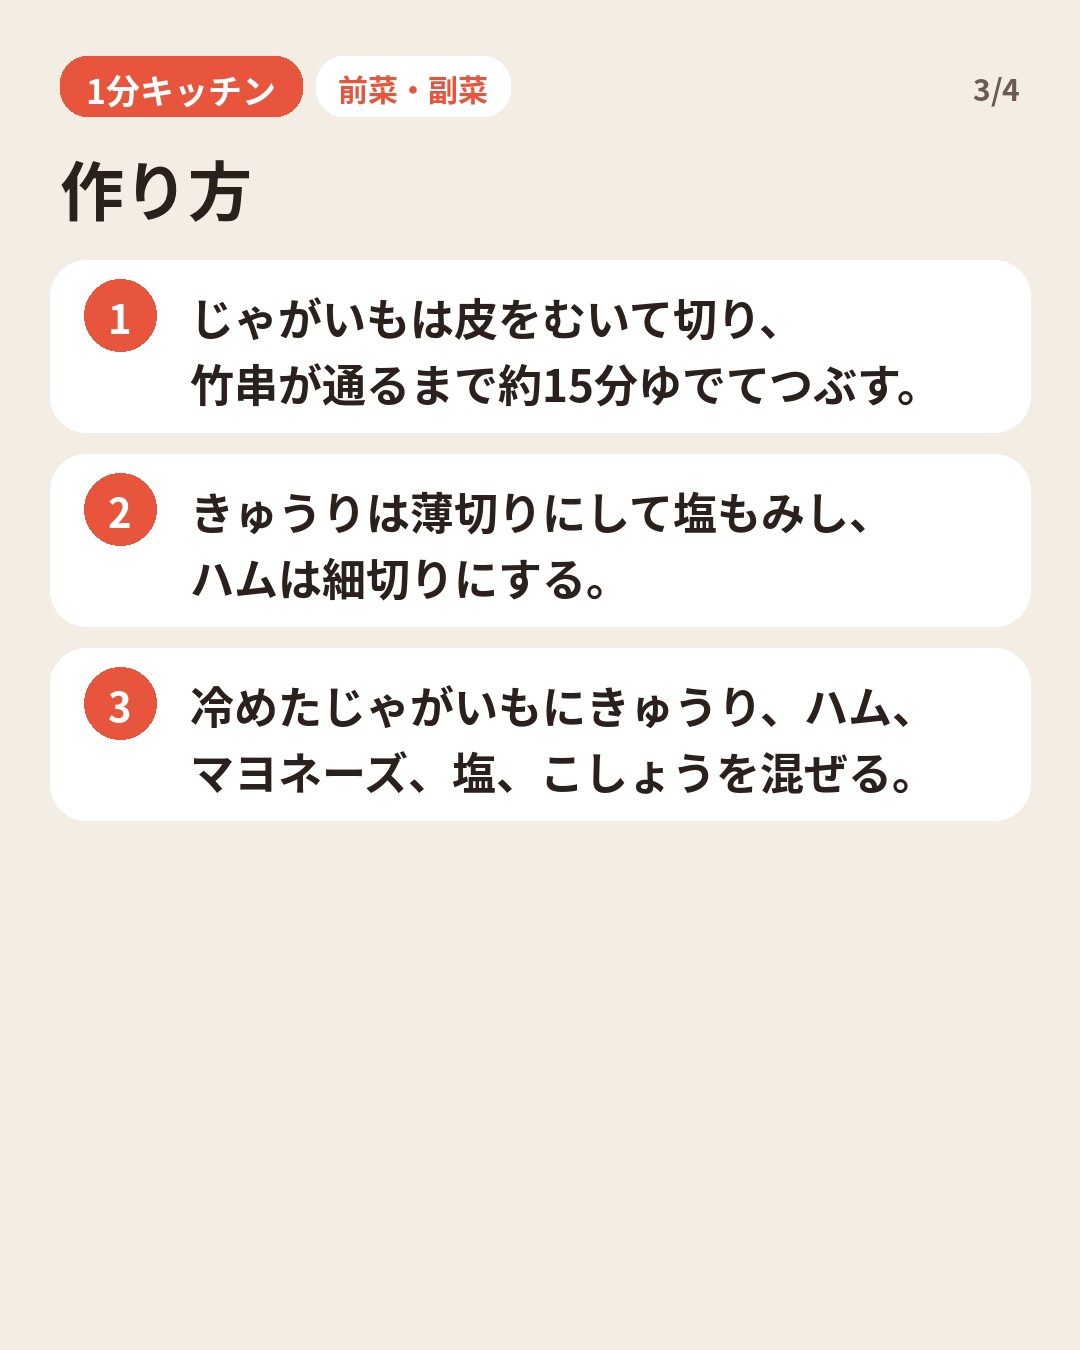 1分キッチン
前菜・副菜
3/4
作り方
1
じゃがいもは皮をむいて切り、
竹串が通るまで約15分ゆでてつぶす。
2
きゅうりは薄切りにして塩もみし、
ハムは細切りにする。
3
冷めたじゃがいもにきゅうり、ハム、
マヨネーズ、塩、こしょうを混ぜる。